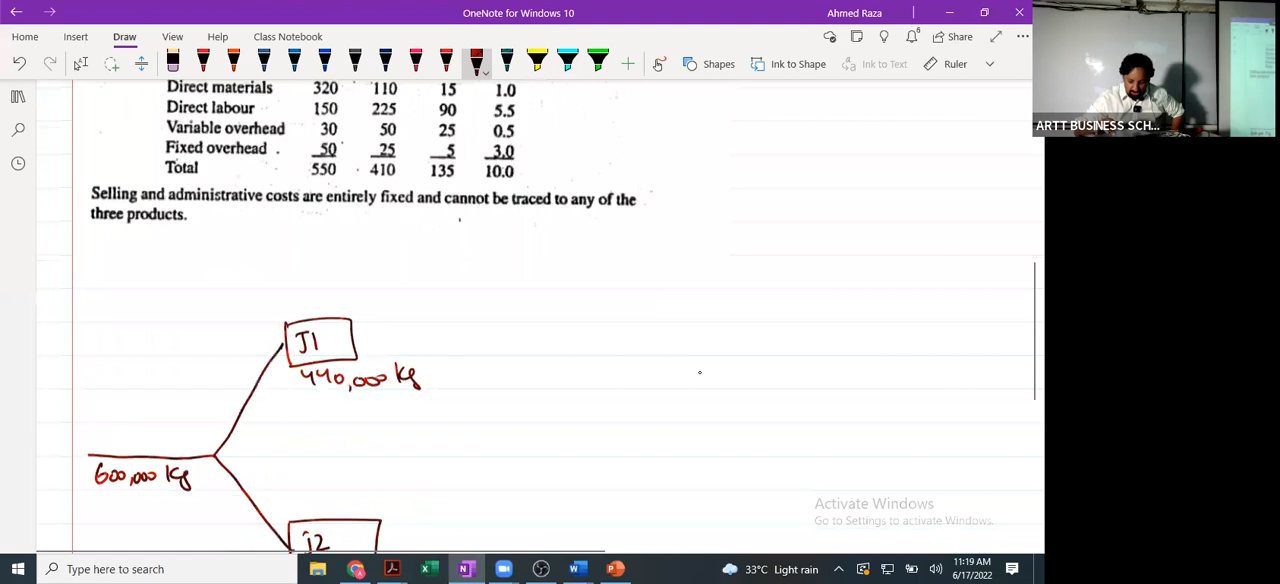 OneNote for Windows 10
Ahmed Raza
Home Insert Draw View Help Class Notebook
6 Share
Shapes Ink to Shape Ink to Text Ruler
Direct materials 320 110 15 1.0
Direct labour 150 225 90 5.5
Variable overhead 30 50 25 0.5
Fixed overhead . 50 25 5 3.0
Total 550 410 135 10.0
Selling and administrative costs are entirely fixed and cannot be traced to any of the
three products.
J1
440,000 kg
600,000 kg
J2
Activate Windows
Go to Settings to activate Windows.
ARTT BUSINESS SCH...
Type here to search
33°C Light rain
11:19 AM
6/17/2022